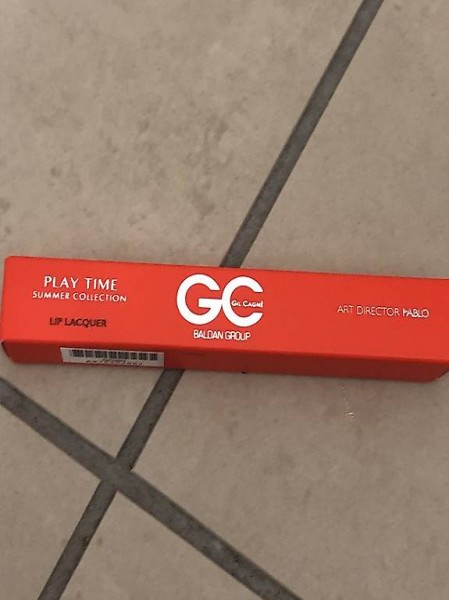 PLAY TIME
SUMMER COLLECTION
LIP LACQUER
GC
GIL CAGNÉ
BALDAN GROUP
ART DIRECTOR PABLO